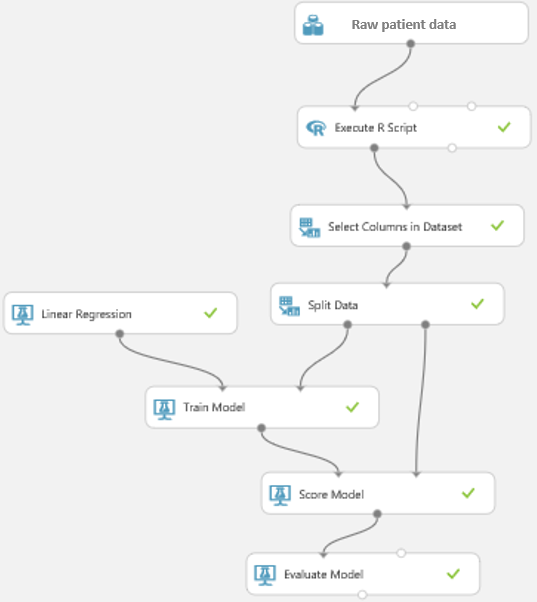 Raw patient data
Execute R Script
Select Columns in Dataset
Split Data
Linear Regression
Train Model
Score Model
Evaluate Model